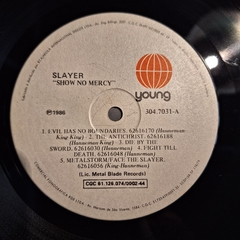 SLAYER
"SHOW NO MERCY"
young
℗1986
304.7031-A
1. EVIL HAS NO BOUNDARIES. 62616170 (Hanneman-
King-King) - 2. THE ANTICHRIST. 62616188
(Hanneman-King) - 3. DIE BY THE
SWORD. 62616030 (Hanneman) - 4. FIGHT TILL
DEATH. 62616048 (Hanneman) -
5. METALSTORM/FACE THE SLAYER.
62616056 (King-Hanneman)
(Lic. Metal Blade Records)
CGC 61.126.074/0002-44